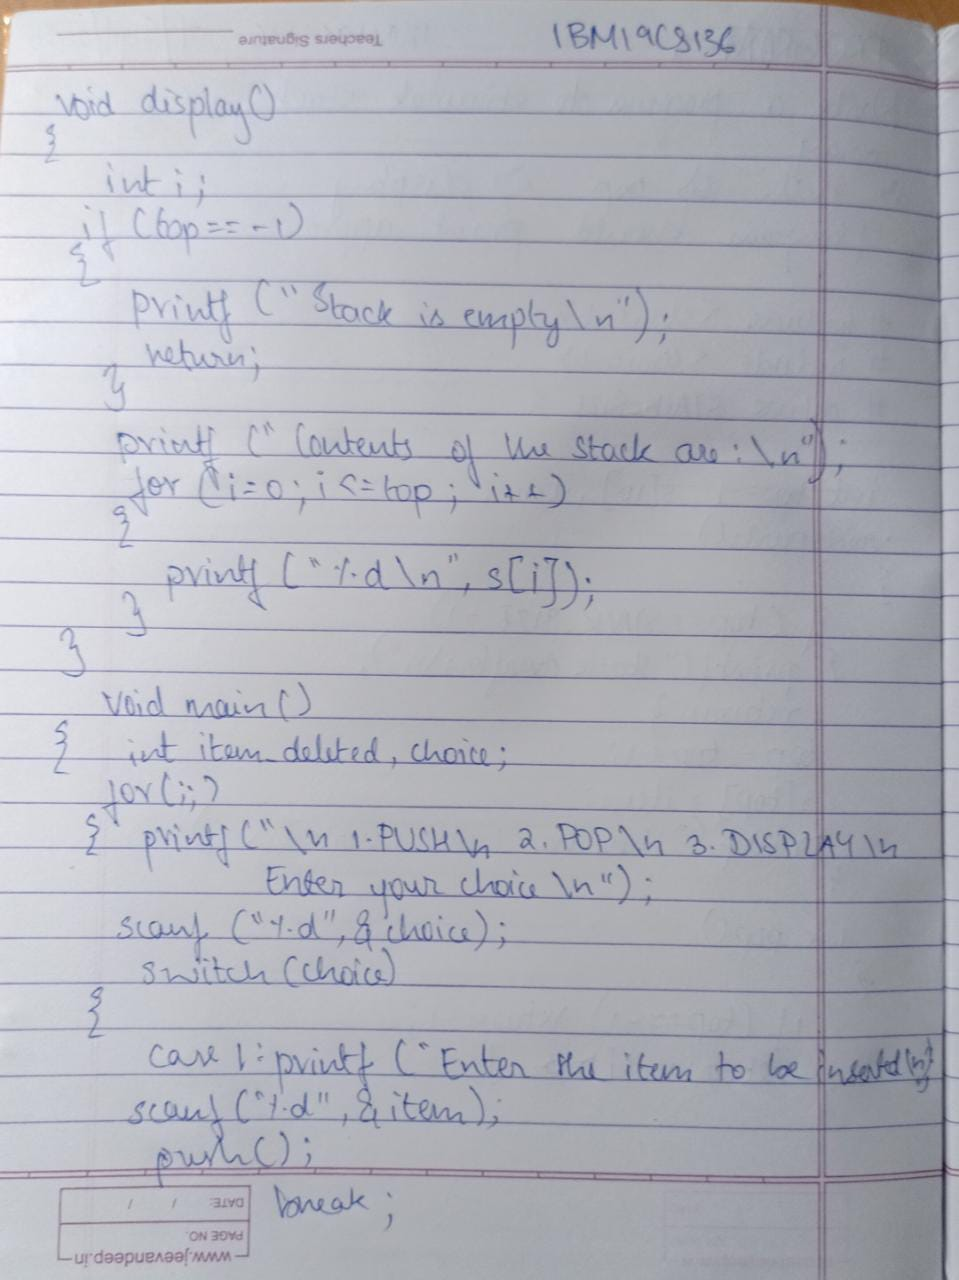 Teachers Signature
1BM19CS136
void display()
{
int i;
if (top == -1)
{
printf ("Stack is empty\n");
return;
}
printf ("Contents of the stack are:\n");
for (i=0; i<=top; i++)
{
printf ("%d\n", s[i]);
}
}
void main()
{ int item_deleted, choice;
for(;;)
{ printf ("\n 1.PUSH\n 2. POP\n 3. DISPLAY\n
Enter your choice \n");
scanf ("%d", &choice);
switch (choice)
{
case 1: printf ("Enter the item to be inserted\n");
scanf ("%d", &item);
push();
break;
DATE: / /
PAGE NO.
www.jeevandeep.in